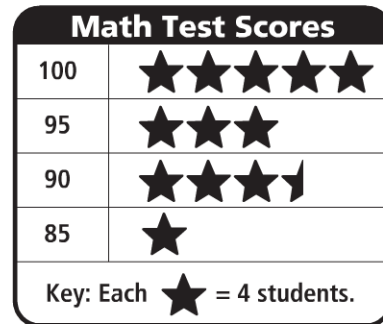 Math Test Scores
100 ★★★★★
95 ★★★
90 ★★★⯨
85 ★
Key: Each ★ = 4 students.